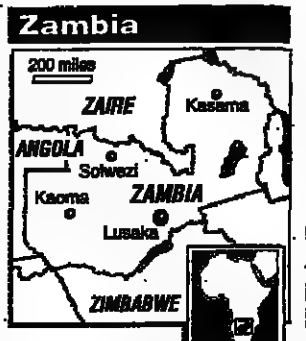 Zambia
200 miles
ZAIRE
Kasama
ANGOLA
Solwezi
Kaoma
ZAMBIA
Lusaka
ZIMBABWE